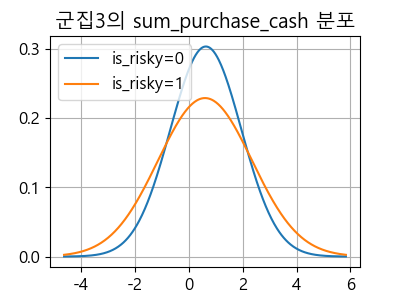 군집3의 sum_purchase_cash 분포
is_risky=0
is_risky=1
0.3
0.2
0.1
0.0
-4 -2 0 2 4 6